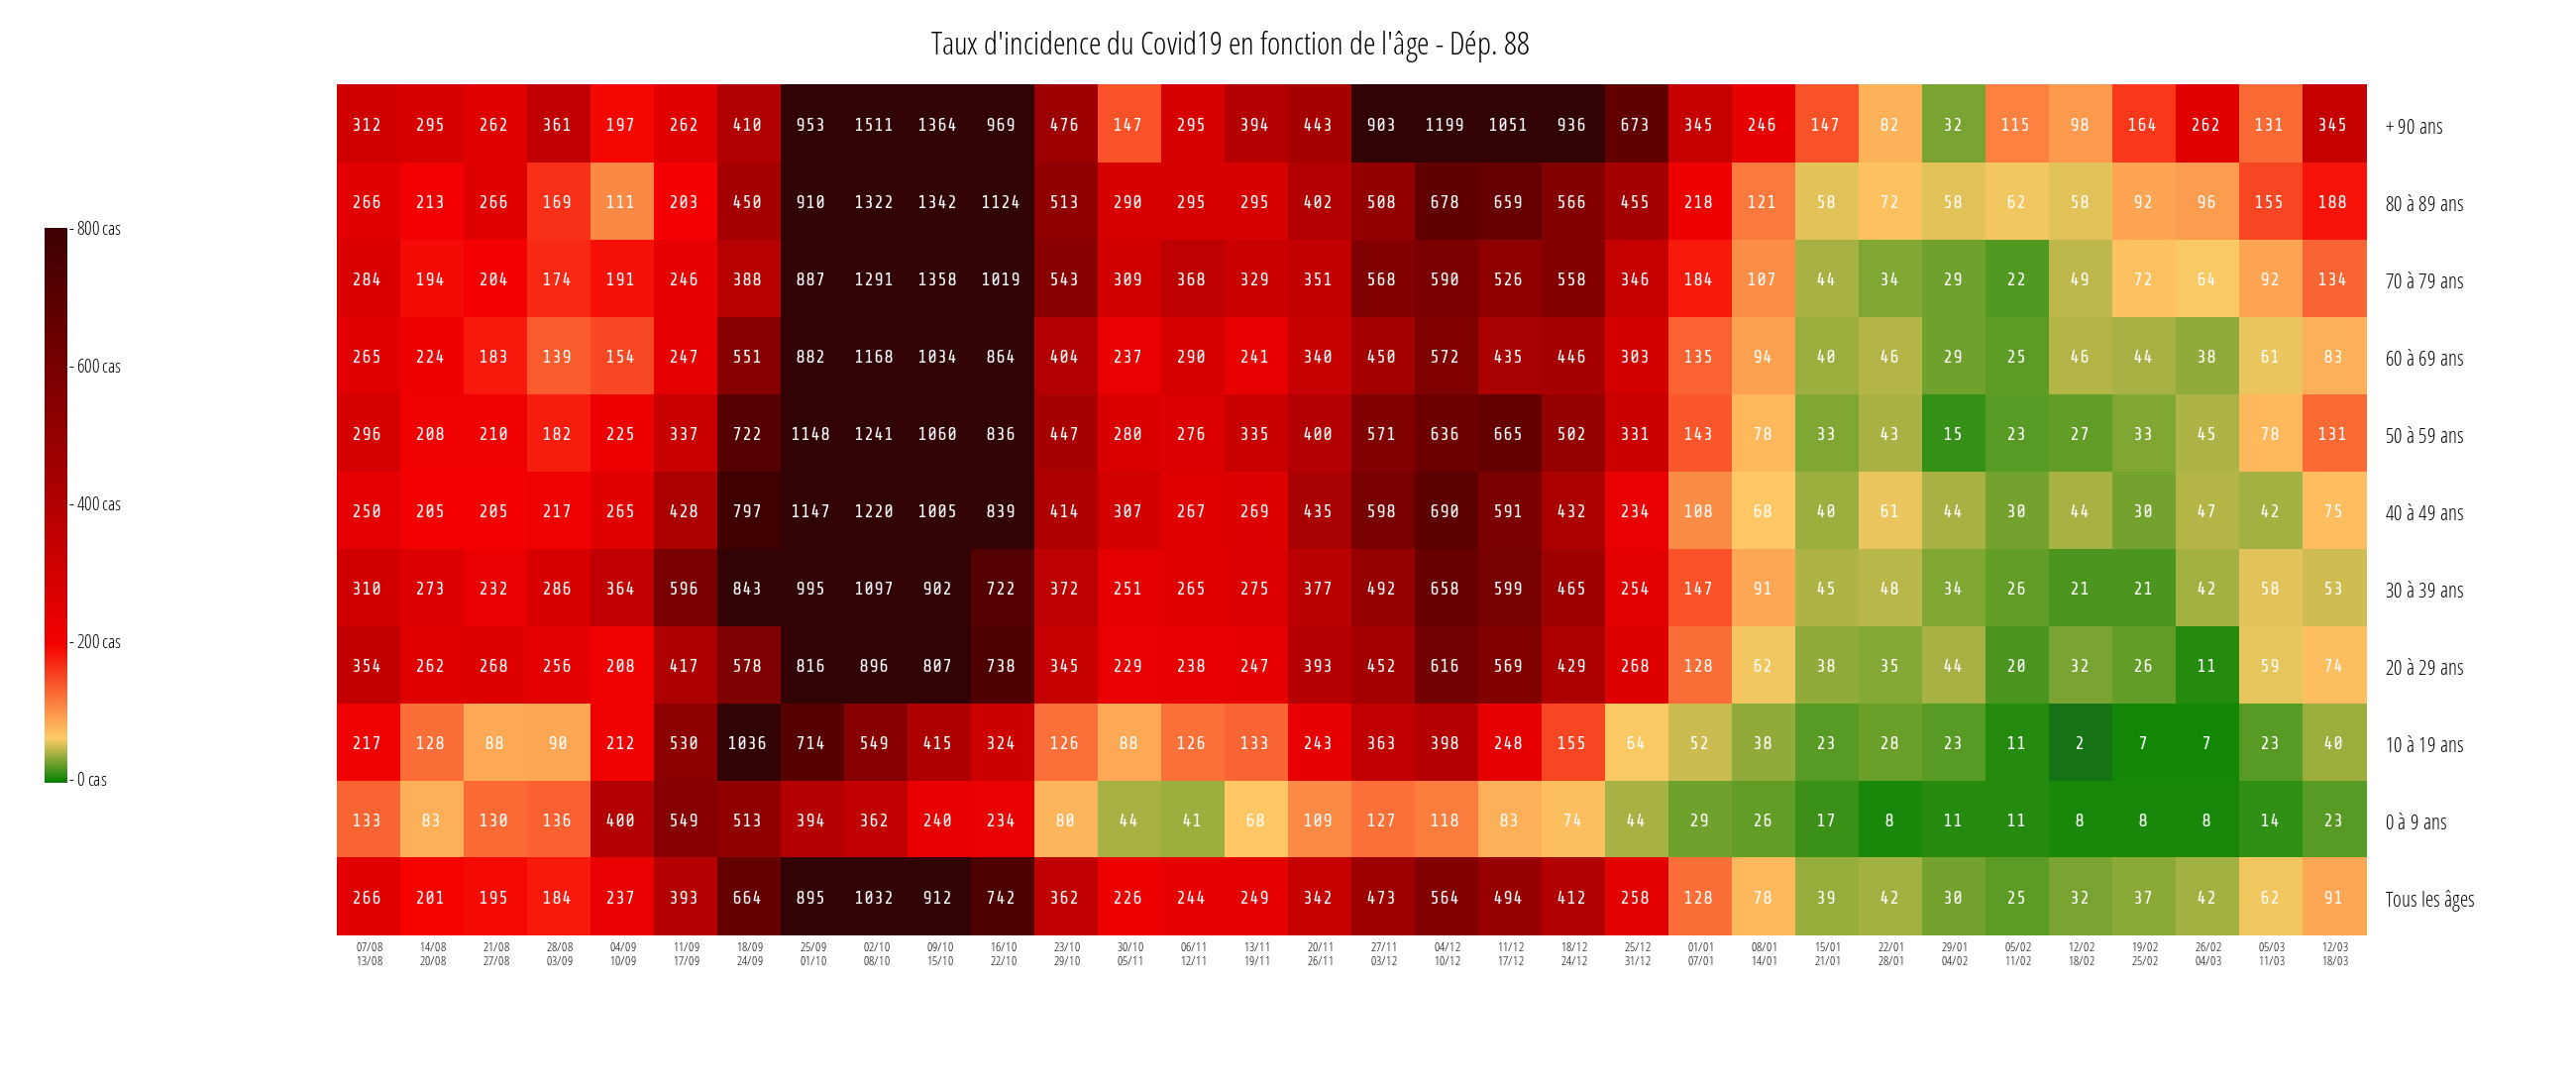 Taux d'incidence du Covid19 en fonction de l'âge - Dép. 88
- 800 cas
- 600 cas
- 400 cas
- 200 cas
- 0 cas
312 295 262 361 197 262 410 953 1511 1364 969 476 147 295 394 443 903 1199 1051 936 673 345 246 147 82 32 115 98 164 262 131 345 + 90 ans
266 213 266 169 111 203 450 910 1322 1342 1124 513 290 295 295 402 508 678 659 566 455 218 121 58 72 58 62 58 92 96 155 188 80 à 89 ans
284 194 204 174 191 246 388 887 1291 1358 1019 543 309 368 329 351 568 590 526 558 346 184 107 44 34 29 22 49 72 64 92 134 70 à 79 ans
265 224 183 139 154 247 551 882 1168 1034 864 404 237 290 241 340 450 572 435 446 303 135 94 40 46 29 25 46 44 38 61 83 60 à 69 ans
296 208 210 182 225 337 722 1148 1241 1060 836 447 280 276 335 400 571 636 665 502 331 143 78 33 43 15 23 27 33 45 78 131 50 à 59 ans
250 205 205 217 265 428 797 1147 1220 1005 839 414 307 267 269 435 598 690 591 432 234 108 68 40 61 44 30 44 30 47 42 75 40 à 49 ans
310 273 232 286 364 596 843 995 1097 902 722 372 251 265 275 377 492 658 599 465 254 147 91 45 48 34 26 21 21 42 58 53 30 à 39 ans
354 262 268 256 208 417 578 816 896 807 738 345 229 238 247 393 452 616 569 429 268 128 62 38 35 44 20 32 26 11 59 74 20 à 29 ans
217 128 88 90 212 530 1036 714 549 415 324 126 88 126 133 243 363 398 248 155 64 52 38 23 28 23 11 2 7 7 23 40 10 à 19 ans
133 83 130 136 400 549 513 394 362 240 234 80 44 41 68 109 127 118 83 74 44 29 26 17 8 11 11 8 8 8 14 23 0 à 9 ans
266 201 195 184 237 393 664 895 1032 912 742 362 226 244 249 342 473 564 494 412 258 128 78 39 42 30 25 32 37 42 62 91 Tous les âges
07/08 14/08 21/08 28/08 04/09 11/09 18/09 25/09 02/10 09/10 16/10 23/10 30/10 06/11 13/11 20/11 27/11 04/12 11/12 18/12 25/12 01/01 08/01 15/01 22/01 29/01 05/02 12/02 19/02 26/02 05/03 12/03
13/08 20/08 27/08 03/09 10/09 17/09 24/09 01/10 08/10 15/10 22/10 29/10 05/11 12/11 19/11 26/11 03/12 10/12 17/12 24/12 31/12 07/01 14/01 21/01 28/01 04/02 11/02 18/02 25/02 04/03 11/03 18/03